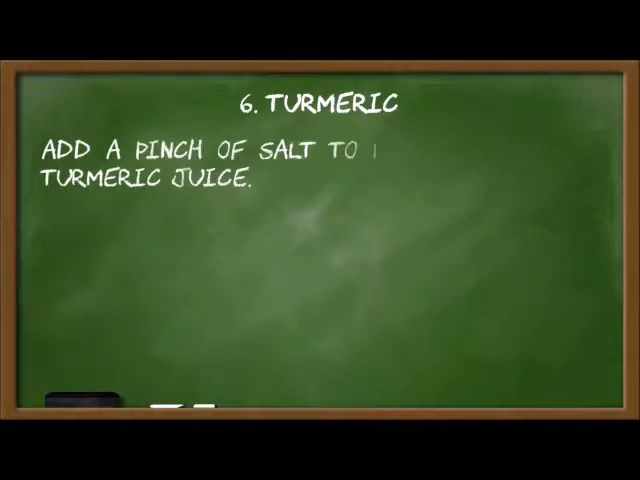 6. TURMERIC
ADD A PINCH OF SALT TO
TURMERIC JUICE.